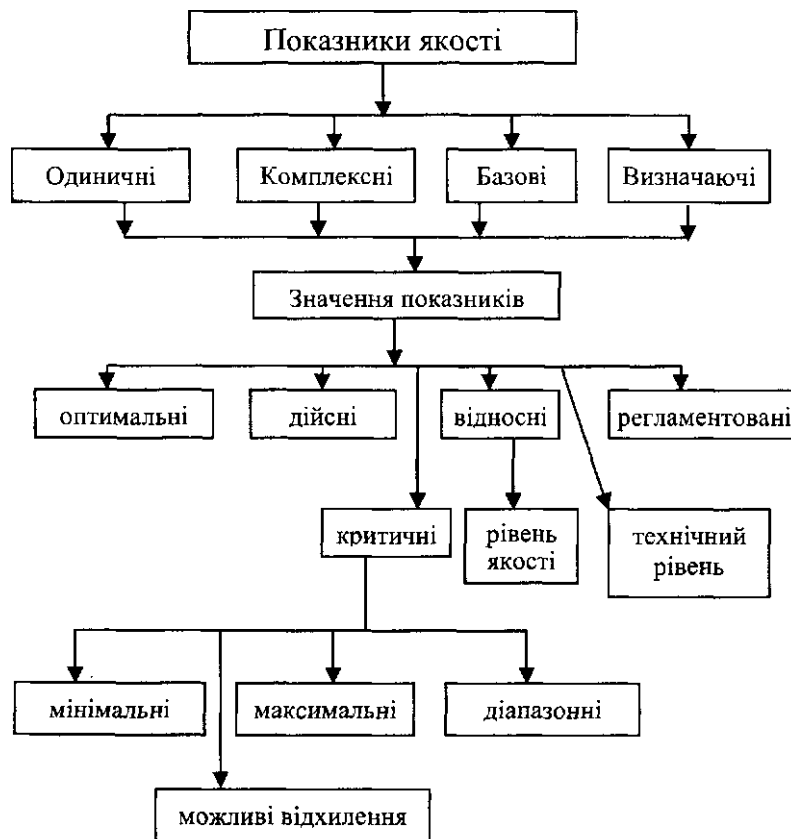 Показники якості
Одиничні
Комплексні
Базові
Визначаючі
Значення показників
оптимальні
дійсні
відносні
регламентовані
критичні
рівень
якості
технічний
рівень
мінімальні
максимальні
діапазонні
можливі відхилення